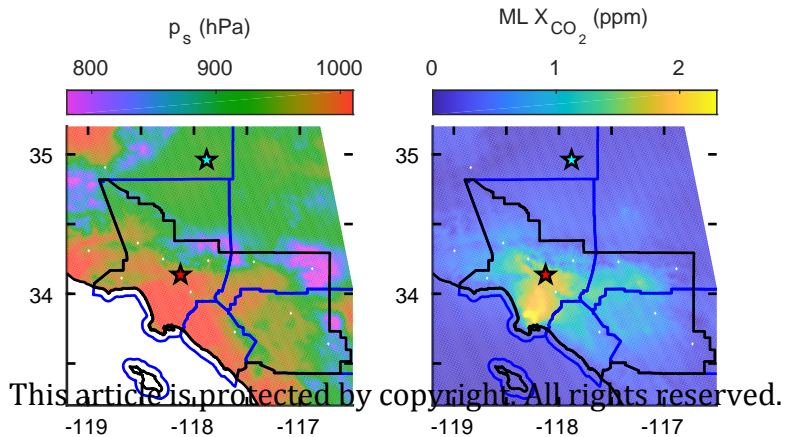 p_s (hPa)
800 900 1000
35
34
-119 -118 -117
ML X_CO_2 (ppm)
0 1 2
35
34
-119 -118 -117
This article is protected by copyright. All rights reserved.